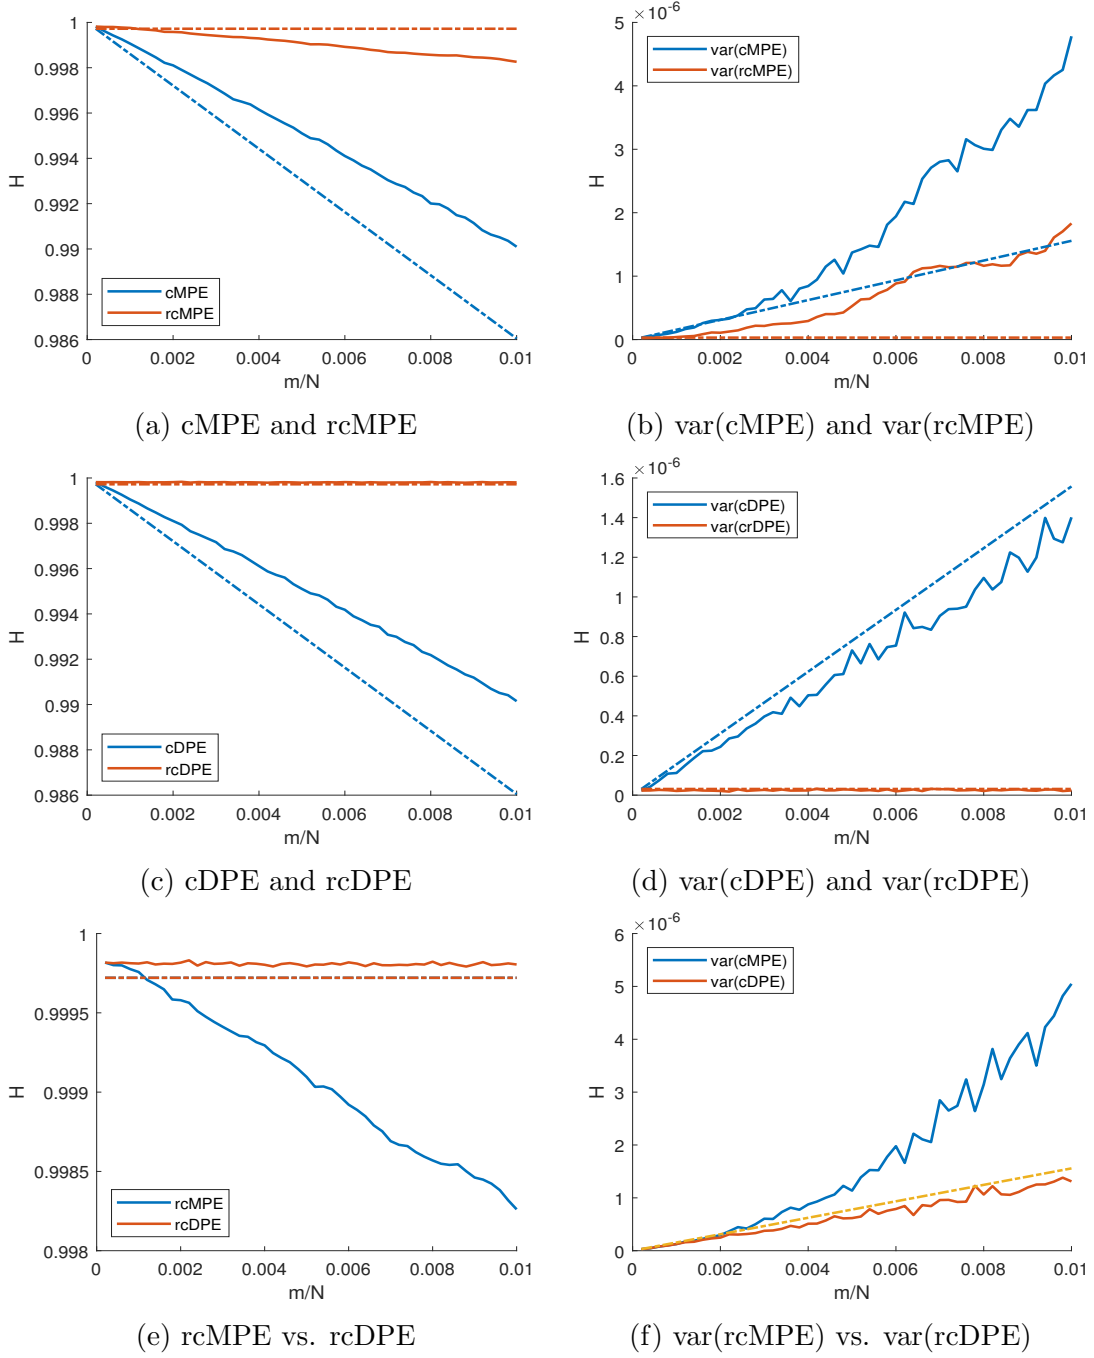 1
0.998
0.996
0.994
0.992
0.99
0.988
0.986
H
cMPE
rcMPE
0 0.002 0.004 0.006 0.008 0.01
m/N
(a) cMPE and rcMPE
×10⁻⁶
5
4
3
2
1
0
H
var(cMPE)
var(rcMPE)
0.002 0.004 0.006 0.008 0.01
m/N
(b) var(cMPE) and var(rcMPE)
1
0.998
0.996
0.994
0.992
0.99
0.988
0.986
H
cDPE
rcDPE
0 0.002 0.004 0.006 0.008 0.01
m/N
(c) cDPE and rcDPE
×10⁻⁶
1.6
1.4
1.2
1
0.8
0.6
0.4
0.2
0
H
var(cDPE)
var(crDPE)
0.002 0.004 0.006 0.008 0.01
m/N
(d) var(cDPE) and var(rcDPE)
1
0.9995
0.999
0.9985
0.998
H
rcMPE
rcDPE
0 0.002 0.004 0.006 0.008 0.01
m/N
(e) rcMPE vs. rcDPE
×10⁻⁶
6
5
4
3
2
1
0
H
var(cMPE)
var(cDPE)
0.002 0.004 0.006 0.008 0.01
m/N
(f) var(rcMPE) vs. var(rcDPE)